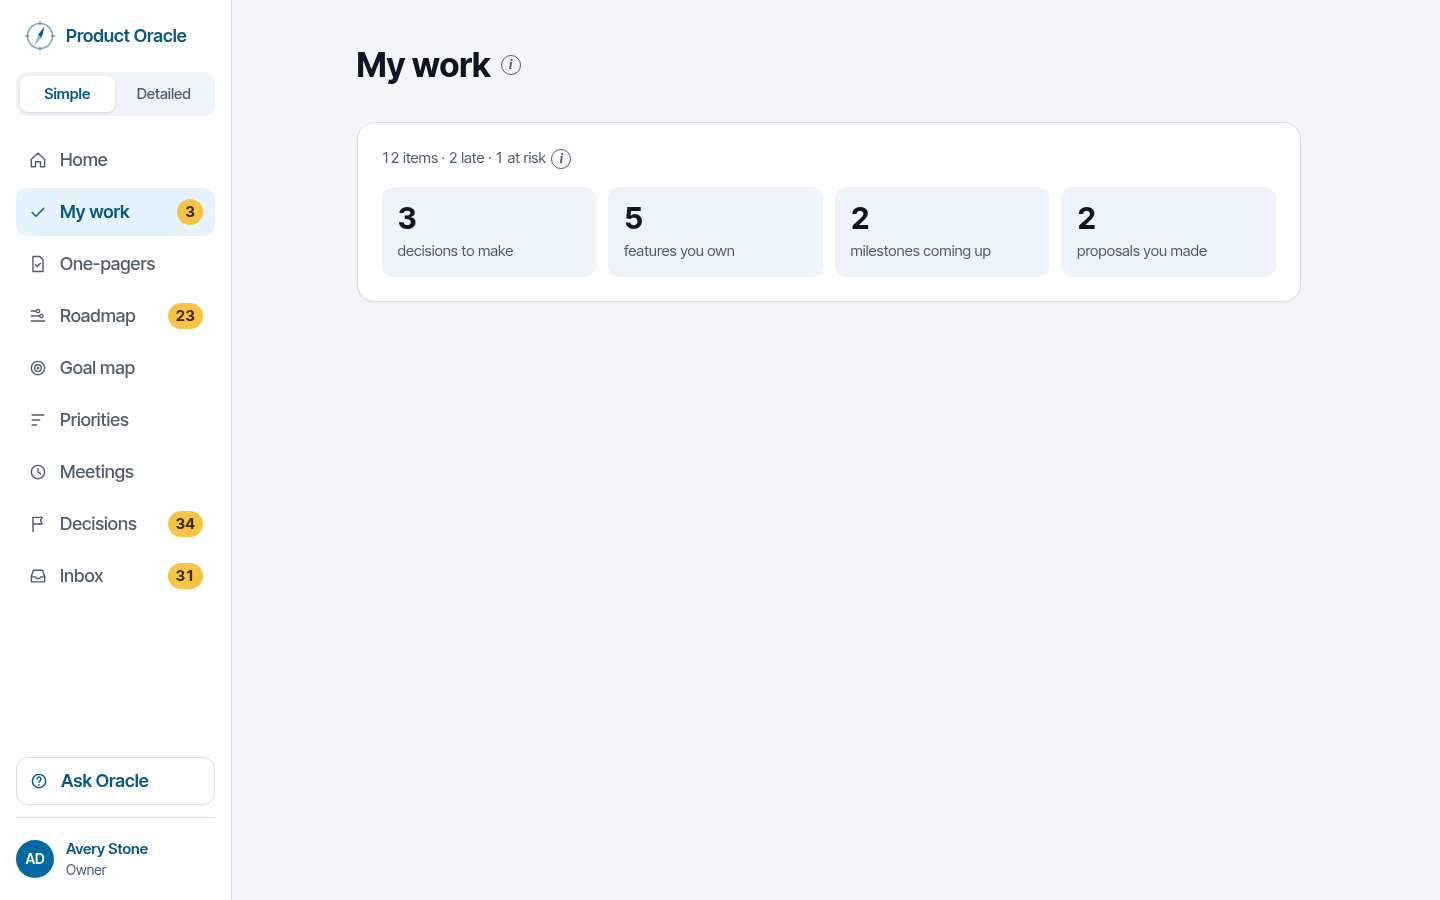 Product Oracle
Simple
Detailed
Home
My work 3
One-pagers
Roadmap 23
Goal map
Priorities
Meetings
Decisions 34
Inbox 31
Ask Oracle
AD
Avery Stone
Owner
My work i
12 items · 2 late · 1 at risk i
3
decisions to make
5
features you own
2
milestones coming up
2
proposals you made